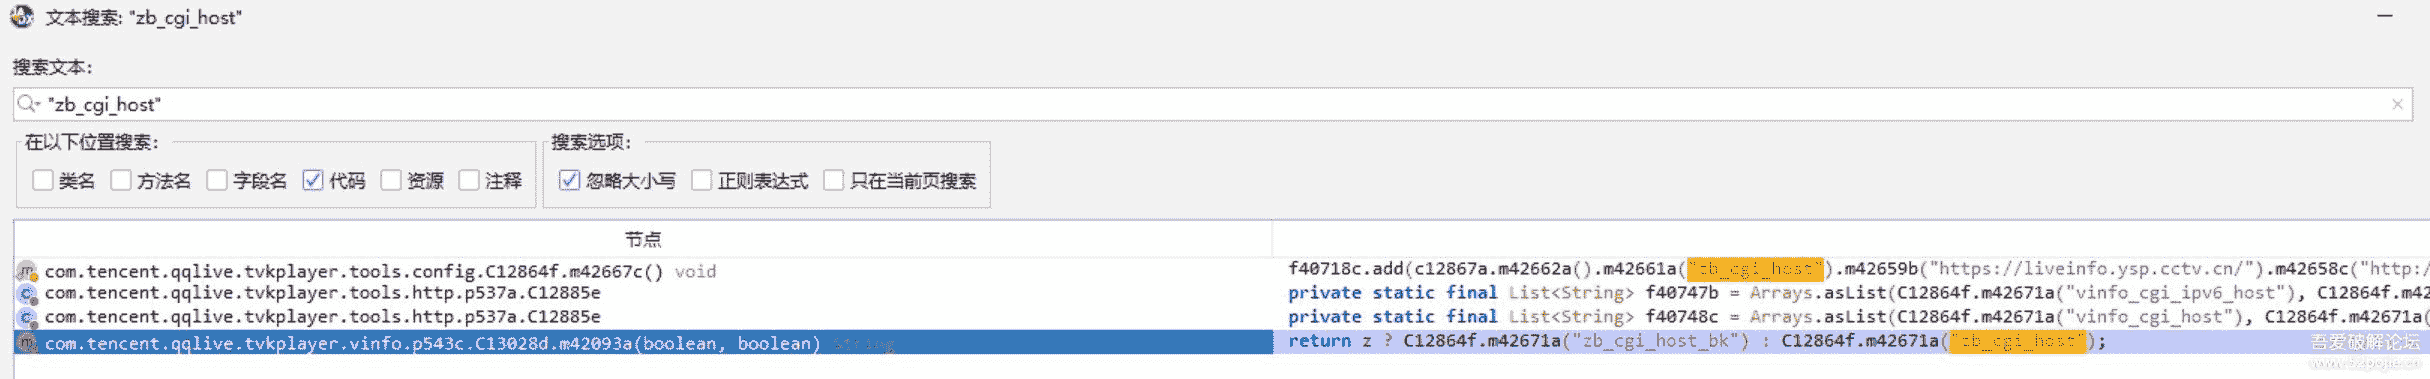 文本搜索: "zb_cgi_host"
搜索文本:
"zb_cgi_host"
在以下位置搜索: 搜索选项:
类名 方法名 字段名 代码 资源 注释 忽略大小写 正则表达式 只在当前页搜索
节点
com.tencent.qqlive.tvkplayer.tools.config.C12864f.m42667c() void f40718c.add(c12867a.m42662a().m42661a("zb_cgi_host").m42659b("https://liveinfo.ysp.cctv.cn/").m42658c("http:/
com.tencent.qqlive.tvkplayer.tools.http.p537a.C12885e private static final List<String> f40747b = Arrays.asList(C12864f.m42671a("vinfo_cgi_ipv6_host"), C12864f.m42
com.tencent.qqlive.tvkplayer.tools.http.p537a.C12885e private static final List<String> f40748c = Arrays.asList(C12864f.m42671a("vinfo_cgi_host"), C12864f.m42671a(
com.tencent.qqlive.tvkplayer.vinfo.p543c.C13028d.m42093a(boolean, boolean) String return z ? C12864f.m42671a("zb_cgi_host_bk") : C12864f.m42671a("zb_cgi_host");
吾爱破解论坛
www.52pojie.cn